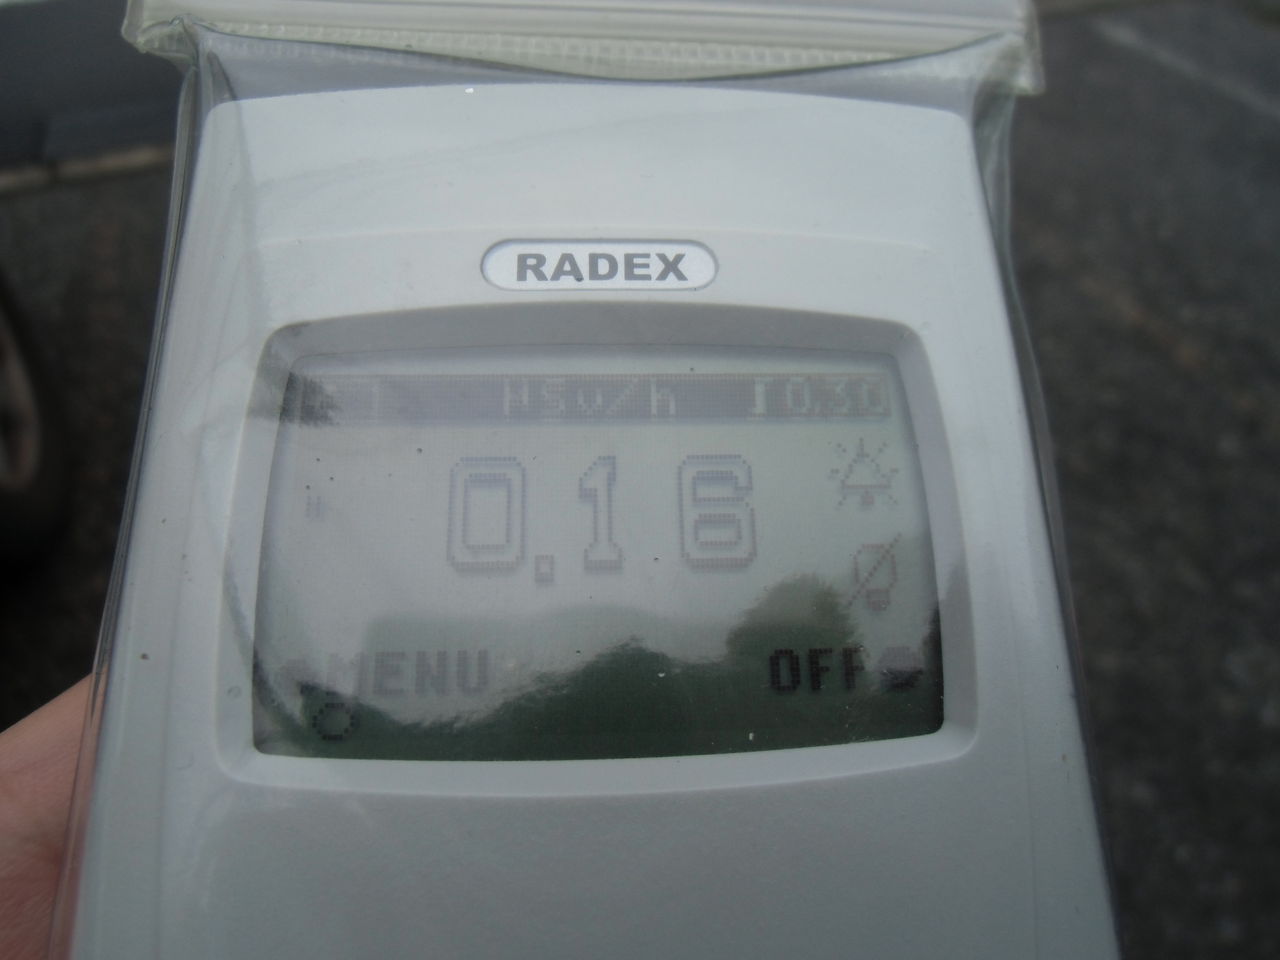 RADEX
µSv/h 10:30
0.16
MENU OFF